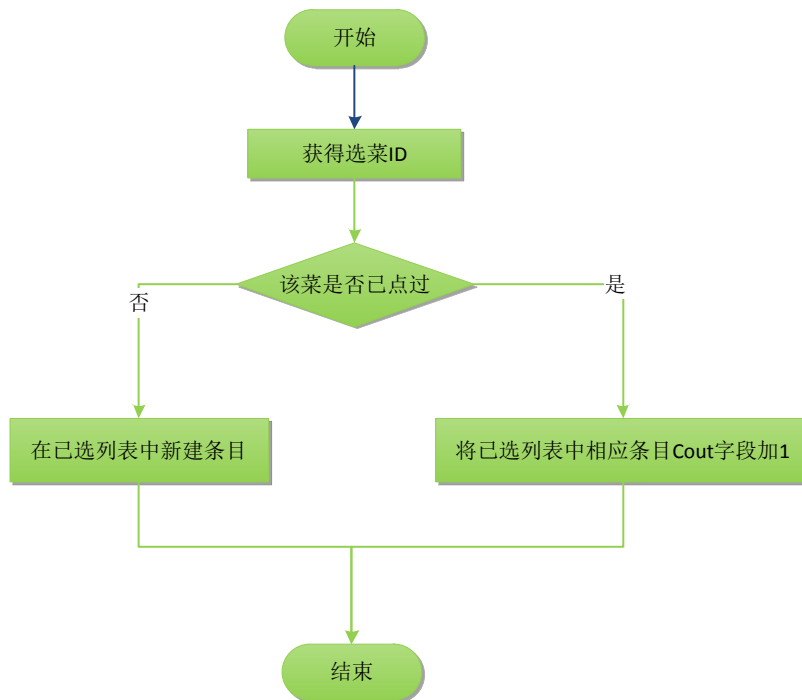 开始
获得选菜ID
该菜是否已点过
否
是
在已选列表中新建条目
将已选列表中相应条目Cout字段加1
结束